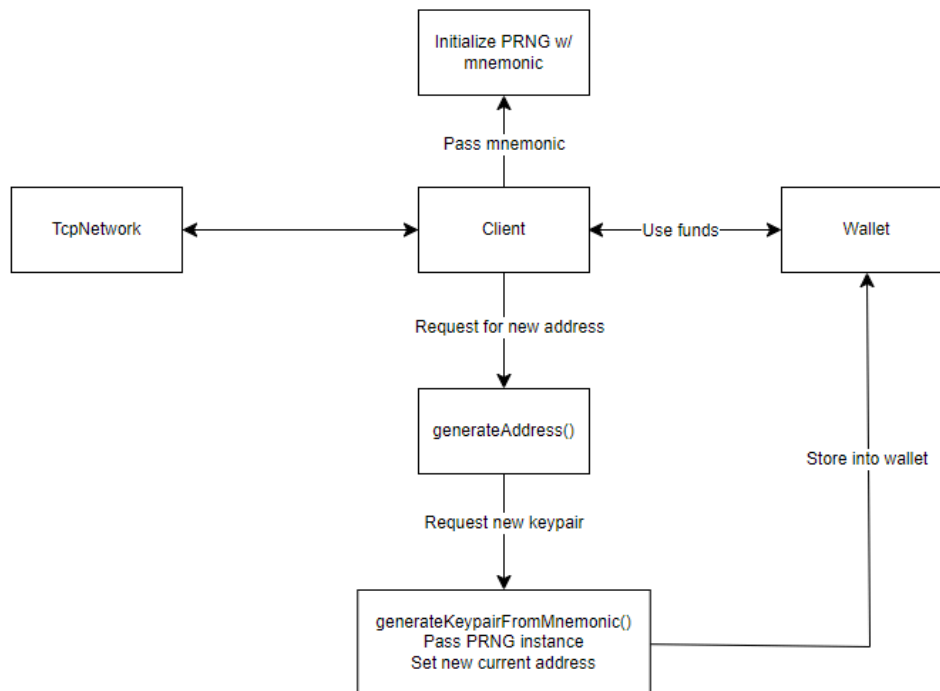 Initialize PRNG w/
mnemonic
Pass mnemonic
TcpNetwork
Client
Use funds
Wallet
Request for new address
generateAddress()
Store into wallet
Request new keypair
generateKeypairFromMnemonic()
Pass PRNG instance
Set new current address